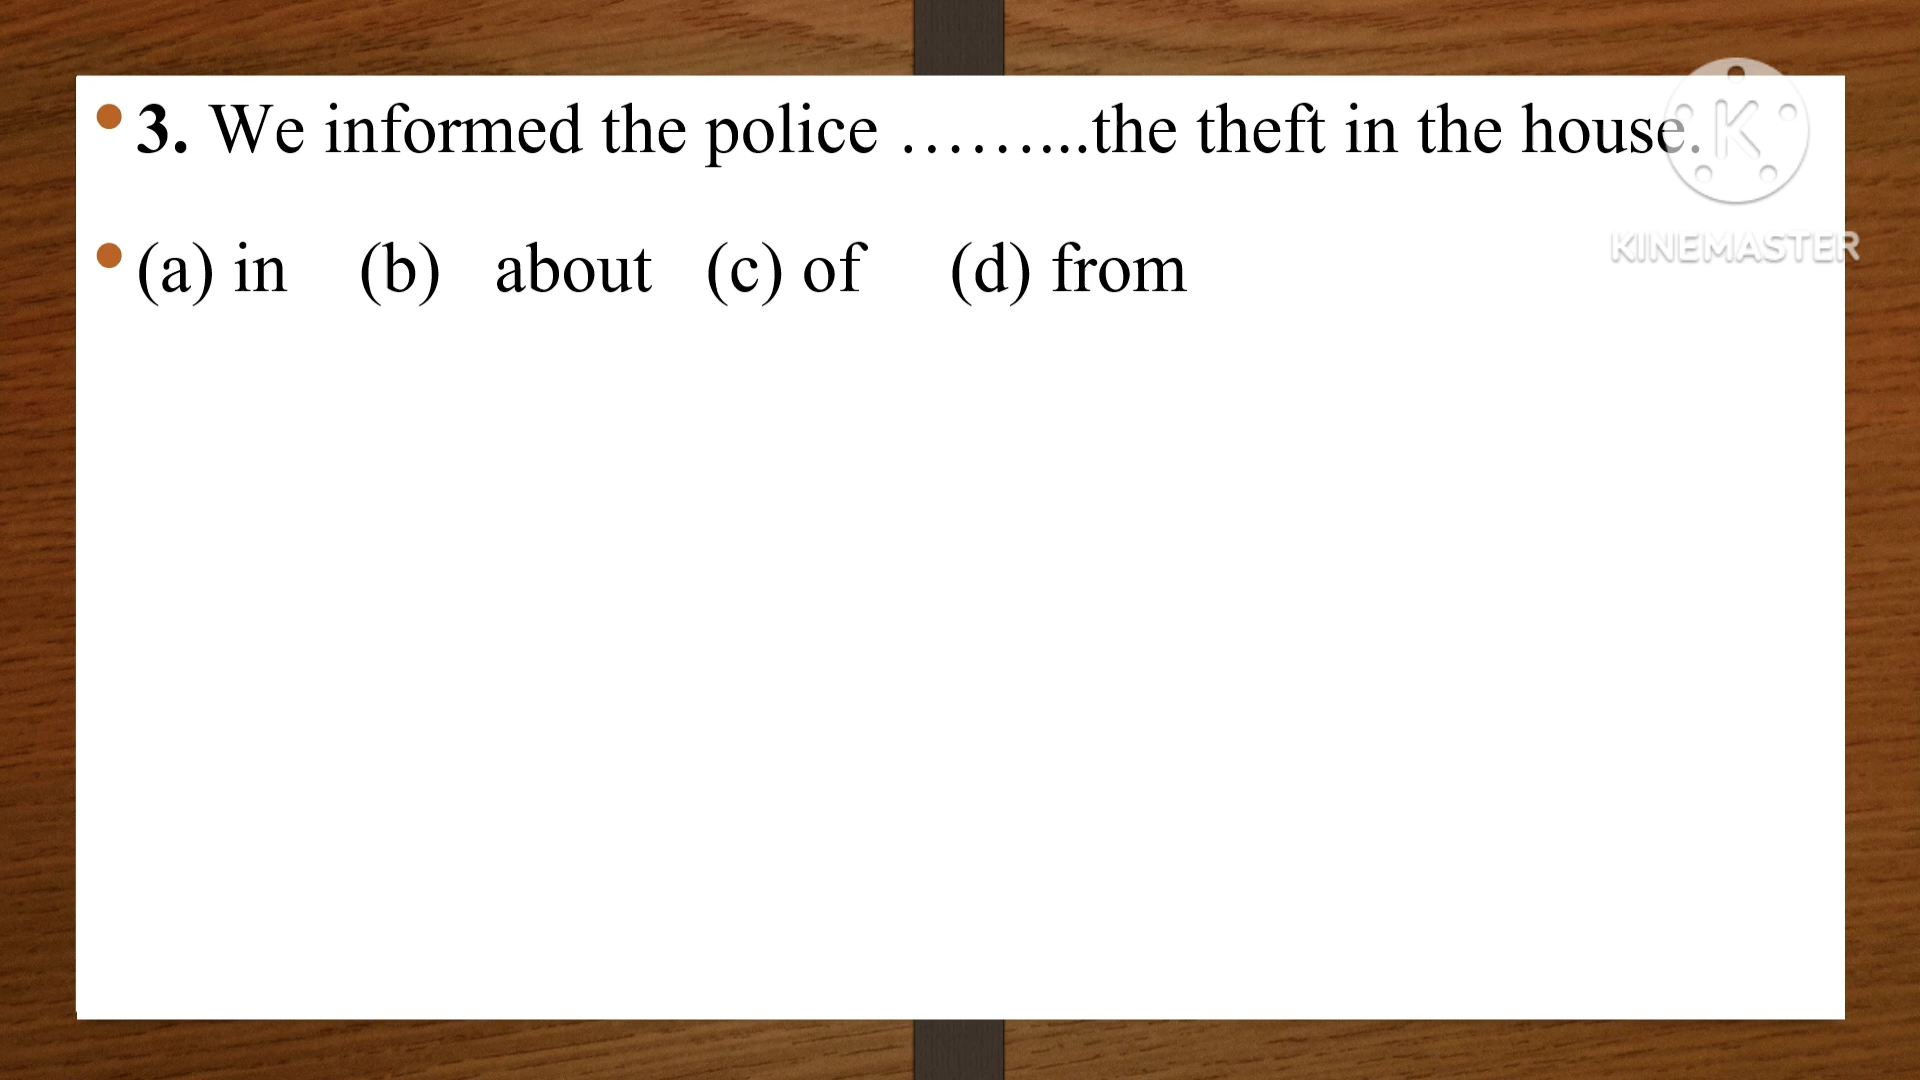 • 3. We informed the police ……...the theft in the house.
K
KINEMASTER
• (a) in (b) about (c) of (d) from